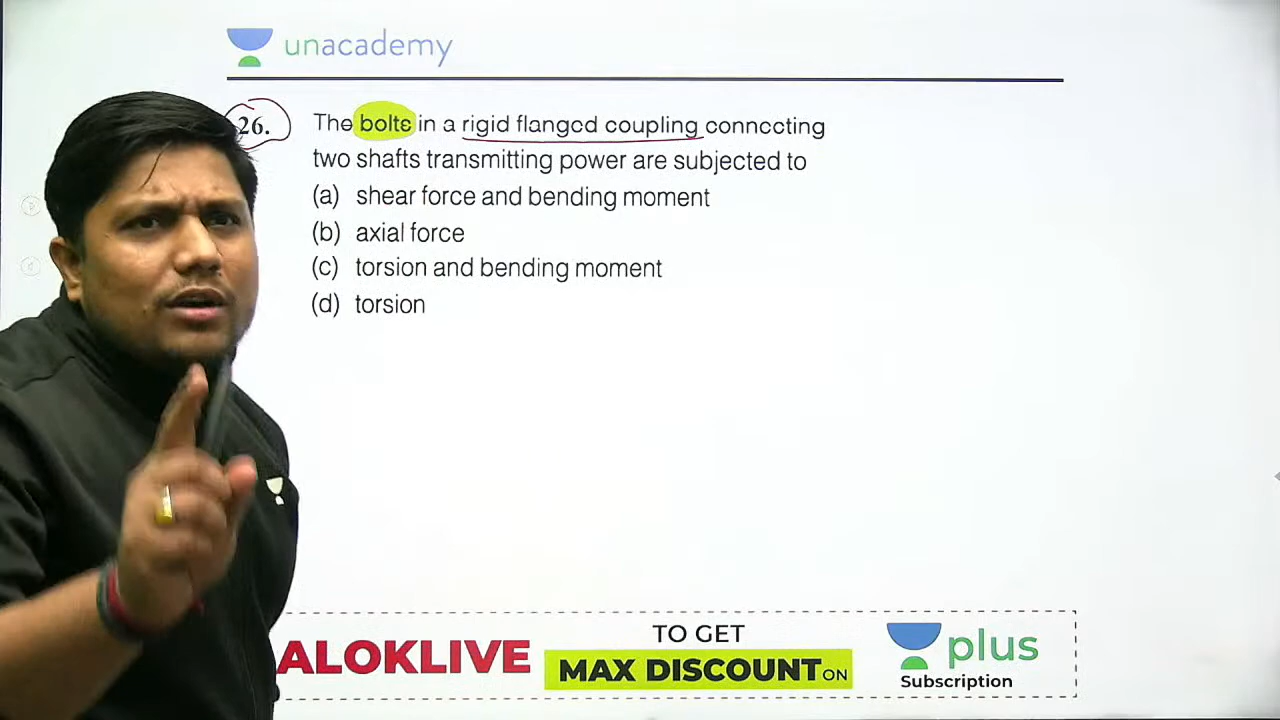 unacademy
26. The bolts in a rigid flanged coupling connecting
two shafts transmitting power are subjected to
(a) shear force and bending moment
(b) axial force
(c) torsion and bending moment
(d) torsion
ALOKLIVE
TO GET
MAX DISCOUNT ON
plus
Subscription